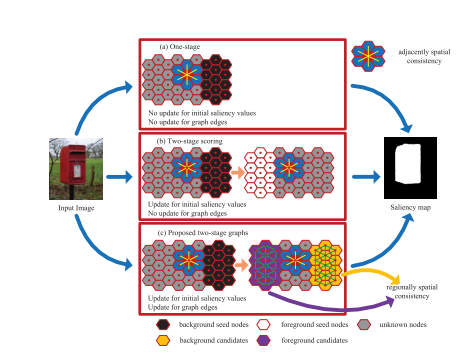 (a) One-stage
No update for initial saliency values
No update for graph edges
adjacently spatial
consistency
(b) Two-stage scoring
Update for initial saliency values
No update for graph edges
Input Image
Saliency map
(c) Proposed two-stage graphs
Update for initial saliency values
Update for graph edges
regionally spatial
consistency
background seed nodes
foreground seed nodes
unknown nodes
background candidates
foreground candidates